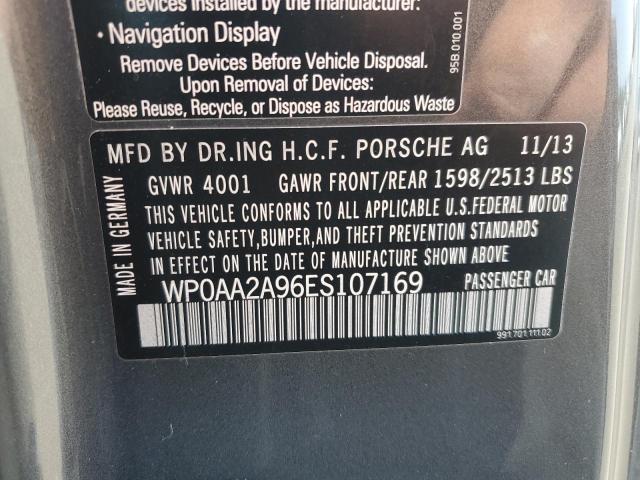 devices installed by the manufacturer:
• Navigation Display
Remove Devices Before Vehicle Disposal.
Upon Removal of Devices:
Please Reuse, Recycle, or Dispose as Hazardous Waste
95B.010.001
MFD BY DR.ING H.C.F. PORSCHE AG 11/13
GVWR 4001 GAWR FRONT/REAR 1598/2513 LBS
THIS VEHICLE CONFORMS TO ALL APPLICABLE U.S.FEDERAL MOTOR
VEHICLE SAFETY,BUMPER,AND THEFT PREVENTION STANDARDS
IN EFFECT ON THE DATE OF MANUFACTURE SHOWN ABOVE
WP0AA2A96ES107169 PASSENGER CAR
MADE IN GERMANY
991.701.111.02